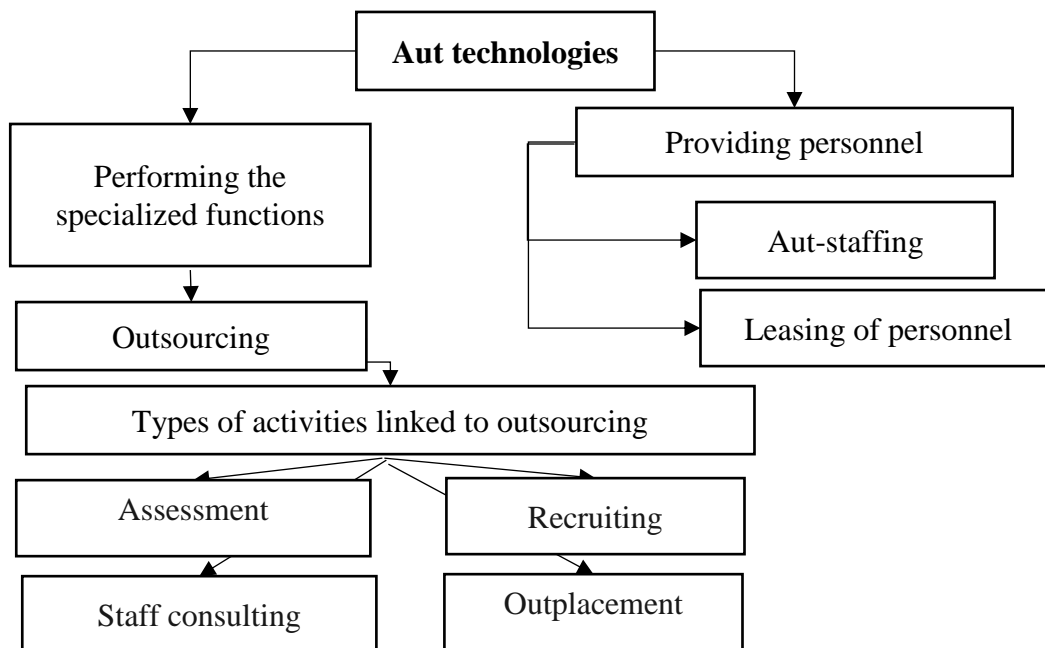 Aut technologies
Performing the
specialized functions
Providing personnel
Aut-staffing
Outsourcing
Leasing of personnel
Types of activities linked to outsourcing
Assessment
Recruiting
Staff consulting
Outplacement